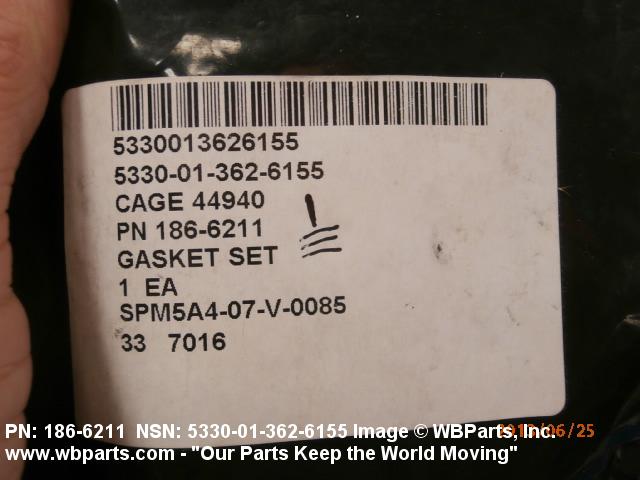 5330013626155
5330-01-362-6155
CAGE 44940
PN 186-6211
GASKET SET
1 EA
SPM5A4-07-V-0085
33 7016
PN: 186-6211 NSN: 5330-01-362-6155 Image © WBParts, Inc.
www.wbparts.com - "Our Parts Keep the World Moving"